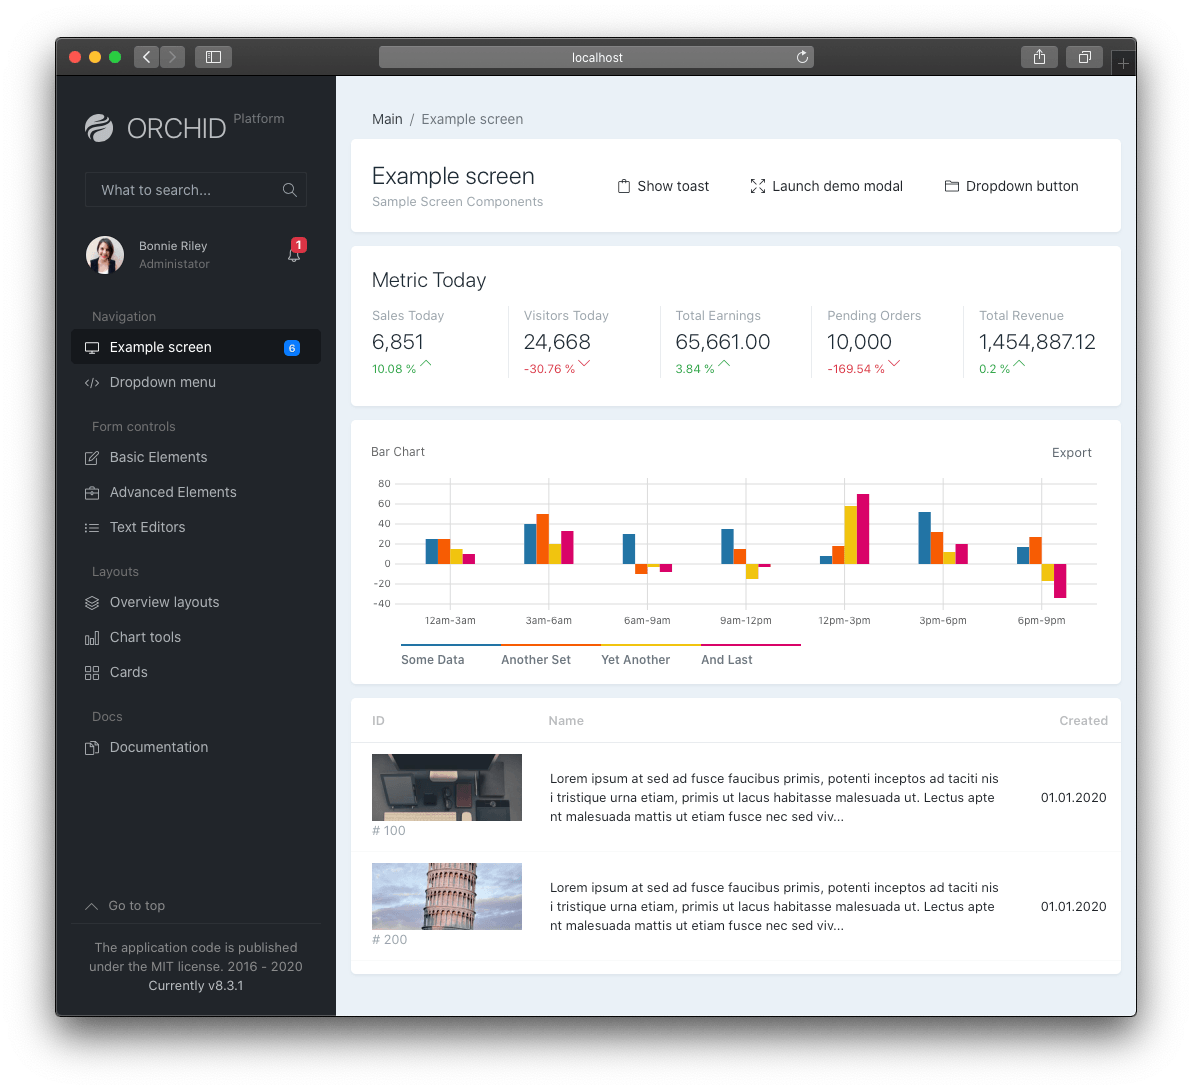 localhost
ORCHID Platform
What to search...
Bonnie Riley
Administator
1
Navigation
Example screen 6
Dropdown menu
Form controls
Basic Elements
Advanced Elements
Text Editors
Layouts
Overview layouts
Chart tools
Cards
Docs
Documentation
Go to top
The application code is published
under the MIT license. 2016 - 2020
Currently v8.3.1
Main / Example screen
Example screen
Sample Screen Components
Show toast Launch demo modal Dropdown button
Metric Today
Sales Today Visitors Today Total Earnings Pending Orders Total Revenue
6,851 24,668 65,661.00 10,000 1,454,887.12
10.08 % -30.76 % 3.84 % -169.54 % 0.2 %
Bar Chart Export
80
60
40
20
0
-20
-40
12am-3am 3am-6am 6am-9am 9am-12pm 12pm-3pm 3pm-6pm 6pm-9pm
Some Data Another Set Yet Another And Last
ID Name Created
Lorem ipsum at sed ad fusce faucibus primis, potenti inceptos ad taciti nis
i tristique urna etiam, primis ut lacus habitasse malesuada ut. Lectus apte
nt malesuada mattis ut etiam fusce nec sed viv...
01.01.2020
# 100
Lorem ipsum at sed ad fusce faucibus primis, potenti inceptos ad taciti nis
i tristique urna etiam, primis ut lacus habitasse malesuada ut. Lectus apte
nt malesuada mattis ut etiam fusce nec sed viv...
01.01.2020
# 200